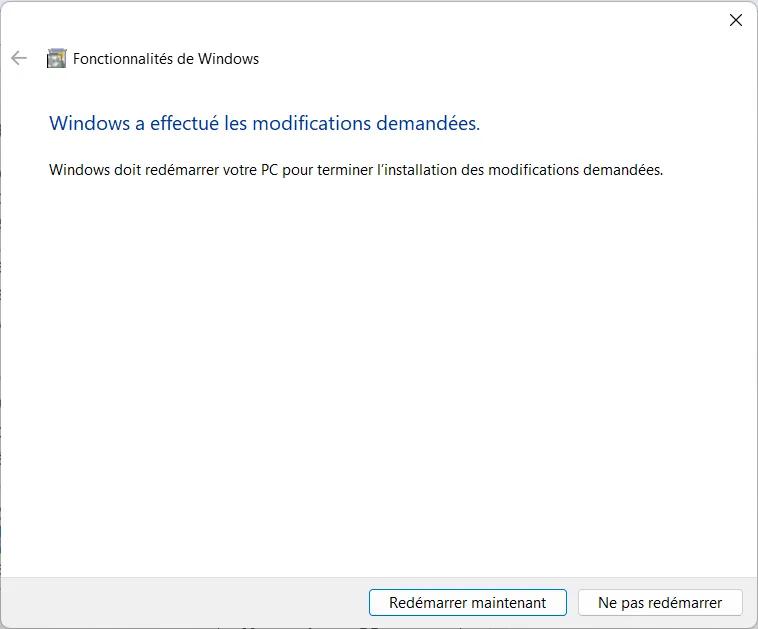 Fonctionnalités de Windows
Windows a effectué les modifications demandées.
Windows doit redémarrer votre PC pour terminer l’installation des modifications demandées.
Redémarrer maintenant
Ne pas redémarrer